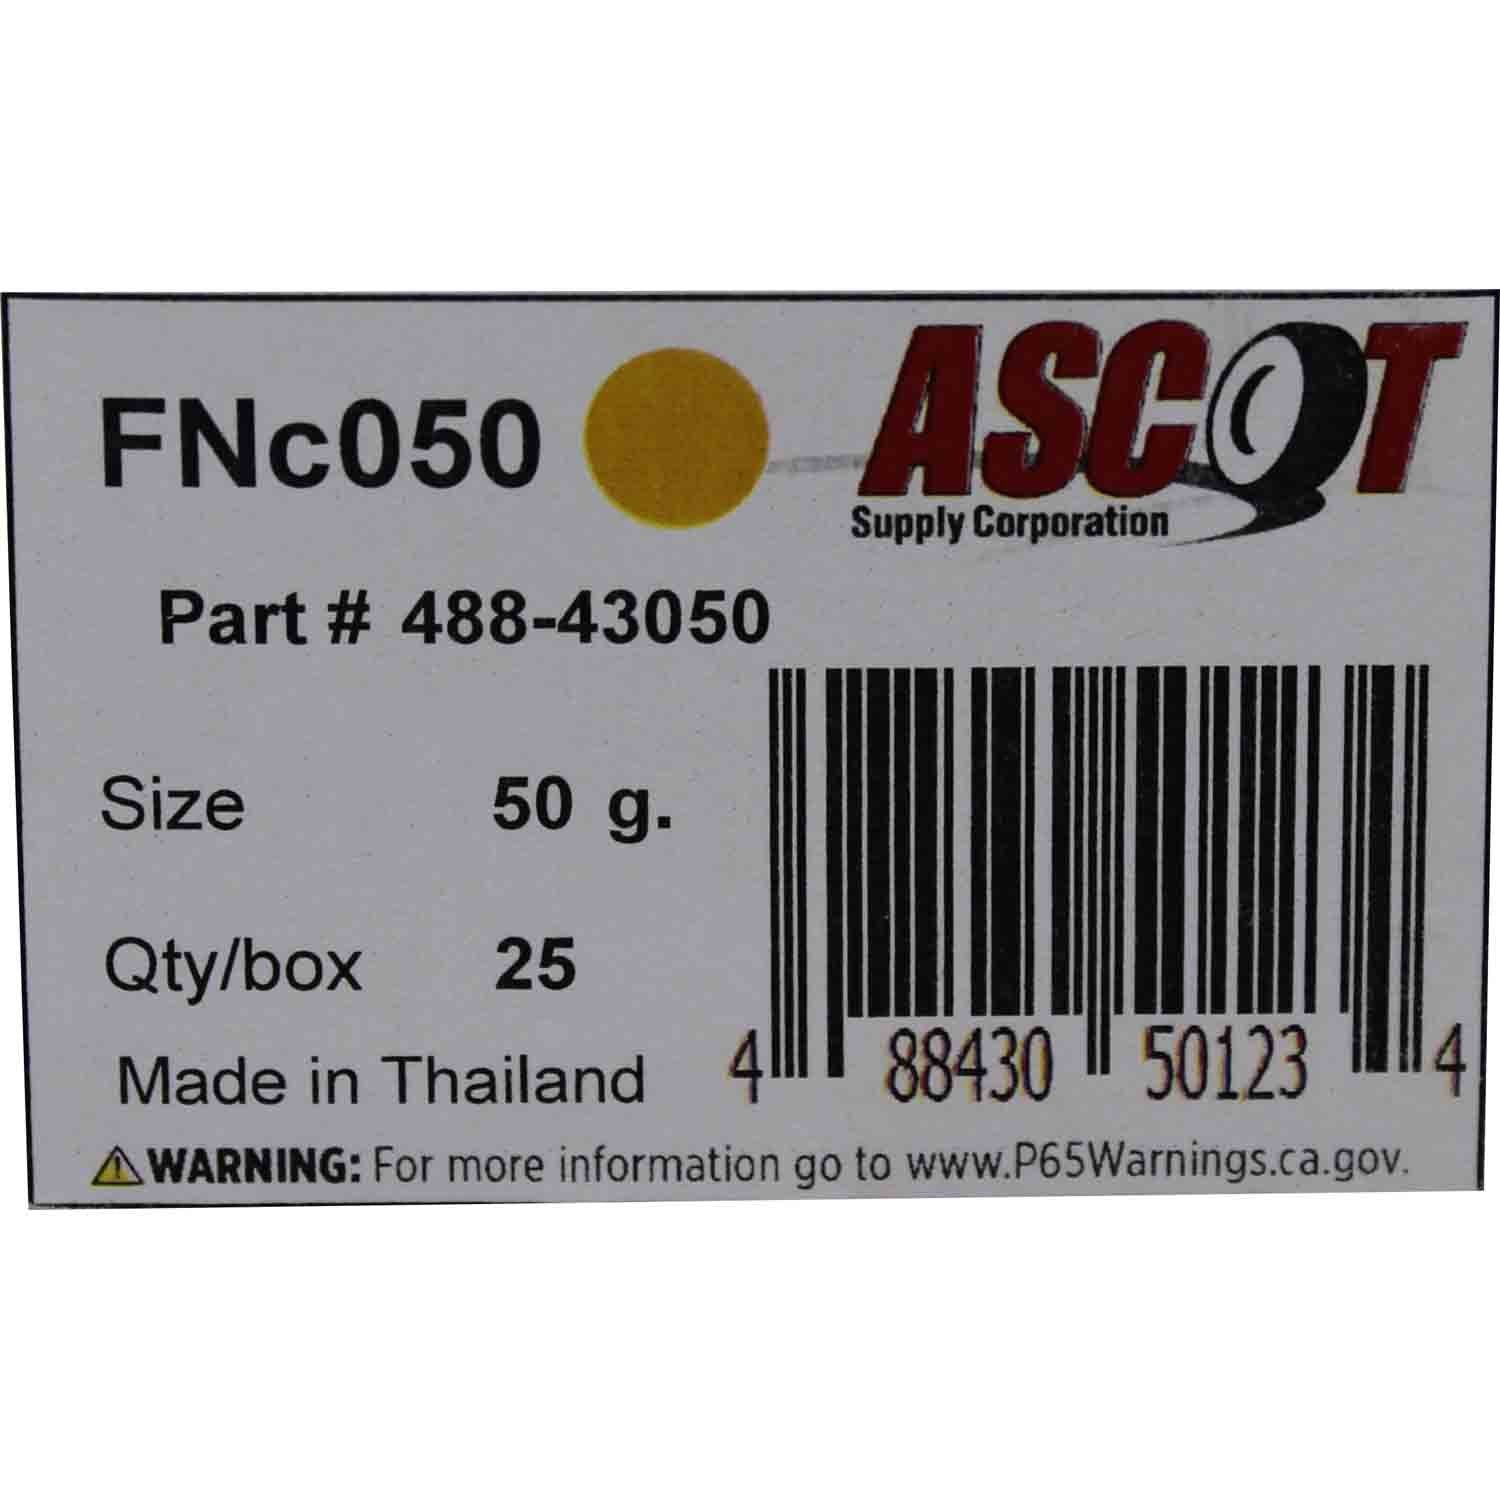 FNc050
ASCOT
Supply Corporation
Part # 488-43050
Size 50 g.
Qty/box 25
Made in Thailand
4 88430 50123 4
WARNING: For more information go to www.P65Warnings.ca.gov.